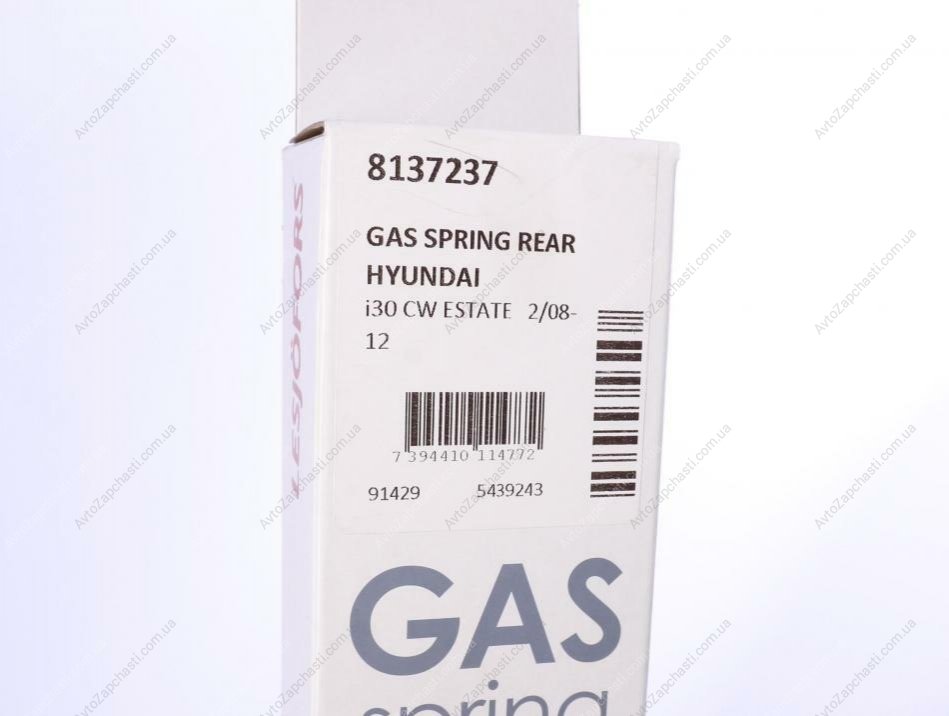 8137237
GAS SPRING REAR
HYUNDAI
i30 CW ESTATE 2/08-
12
7 394410 114772
91429 5439243
LESJÖFORS
GAS
spring
AvtoZapchasti.com.ua